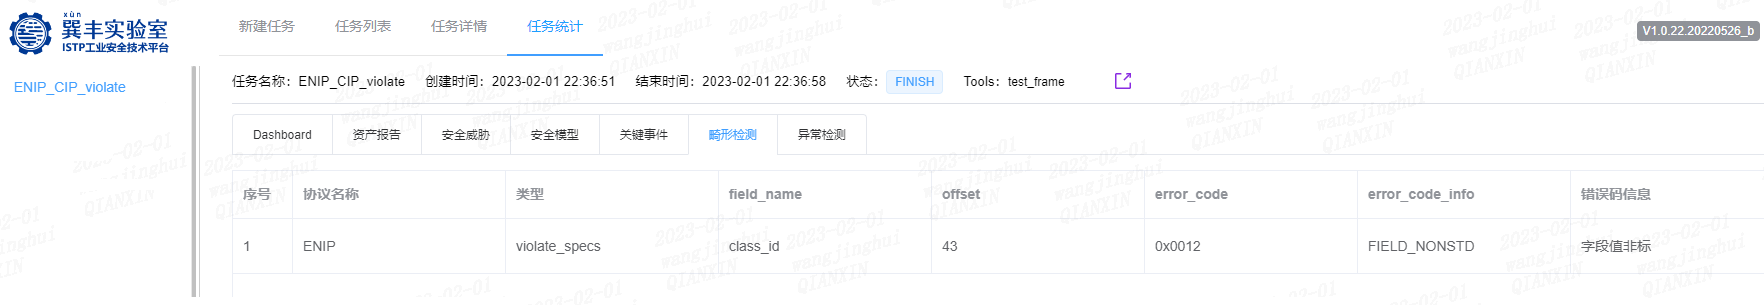 xùn
巽丰实验室
ISTP工业安全技术平台
新建任务 任务列表 任务详情 任务统计
V1.0.22.20220526_b
ENIP_CIP_violate
任务名称：ENIP_CIP_violate 创建时间：2023-02-01 22:36:51 结束时间：2023-02-01 22:36:58 状态： FINISH Tools：test_frame
Dashboard 资产报告 安全威胁 安全模型 关键事件 畸形检测 异常检测
序号 协议名称 类型 field_name offset error_code error_code_info 错误码信息
1 ENIP violate_specs class_id 43 0x0012 FIELD_NONSTD 字段值非标
2023-02-01
wangjinghui
QIANXIN